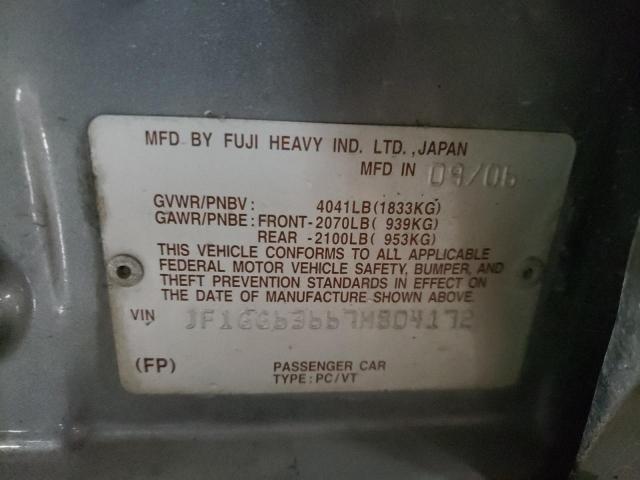 MFD BY FUJI HEAVY IND. LTD., JAPAN
MFD IN 09/06
GVWR/PNBV: 4041LB(1833KG)
GAWR/PNBE: FRONT-2070LB( 939KG)
REAR -2100LB( 953KG)
THIS VEHICLE CONFORMS TO ALL APPLICABLE
FEDERAL MOTOR VEHICLE SAFETY, BUMPER, AND
THEFT PREVENTION STANDARDS IN EFFECT ON
THE DATE OF MANUFACTURE SHOWN ABOVE.
VIN JF1GG63667H804172
(FP) PASSENGER CAR
TYPE: PC/VT